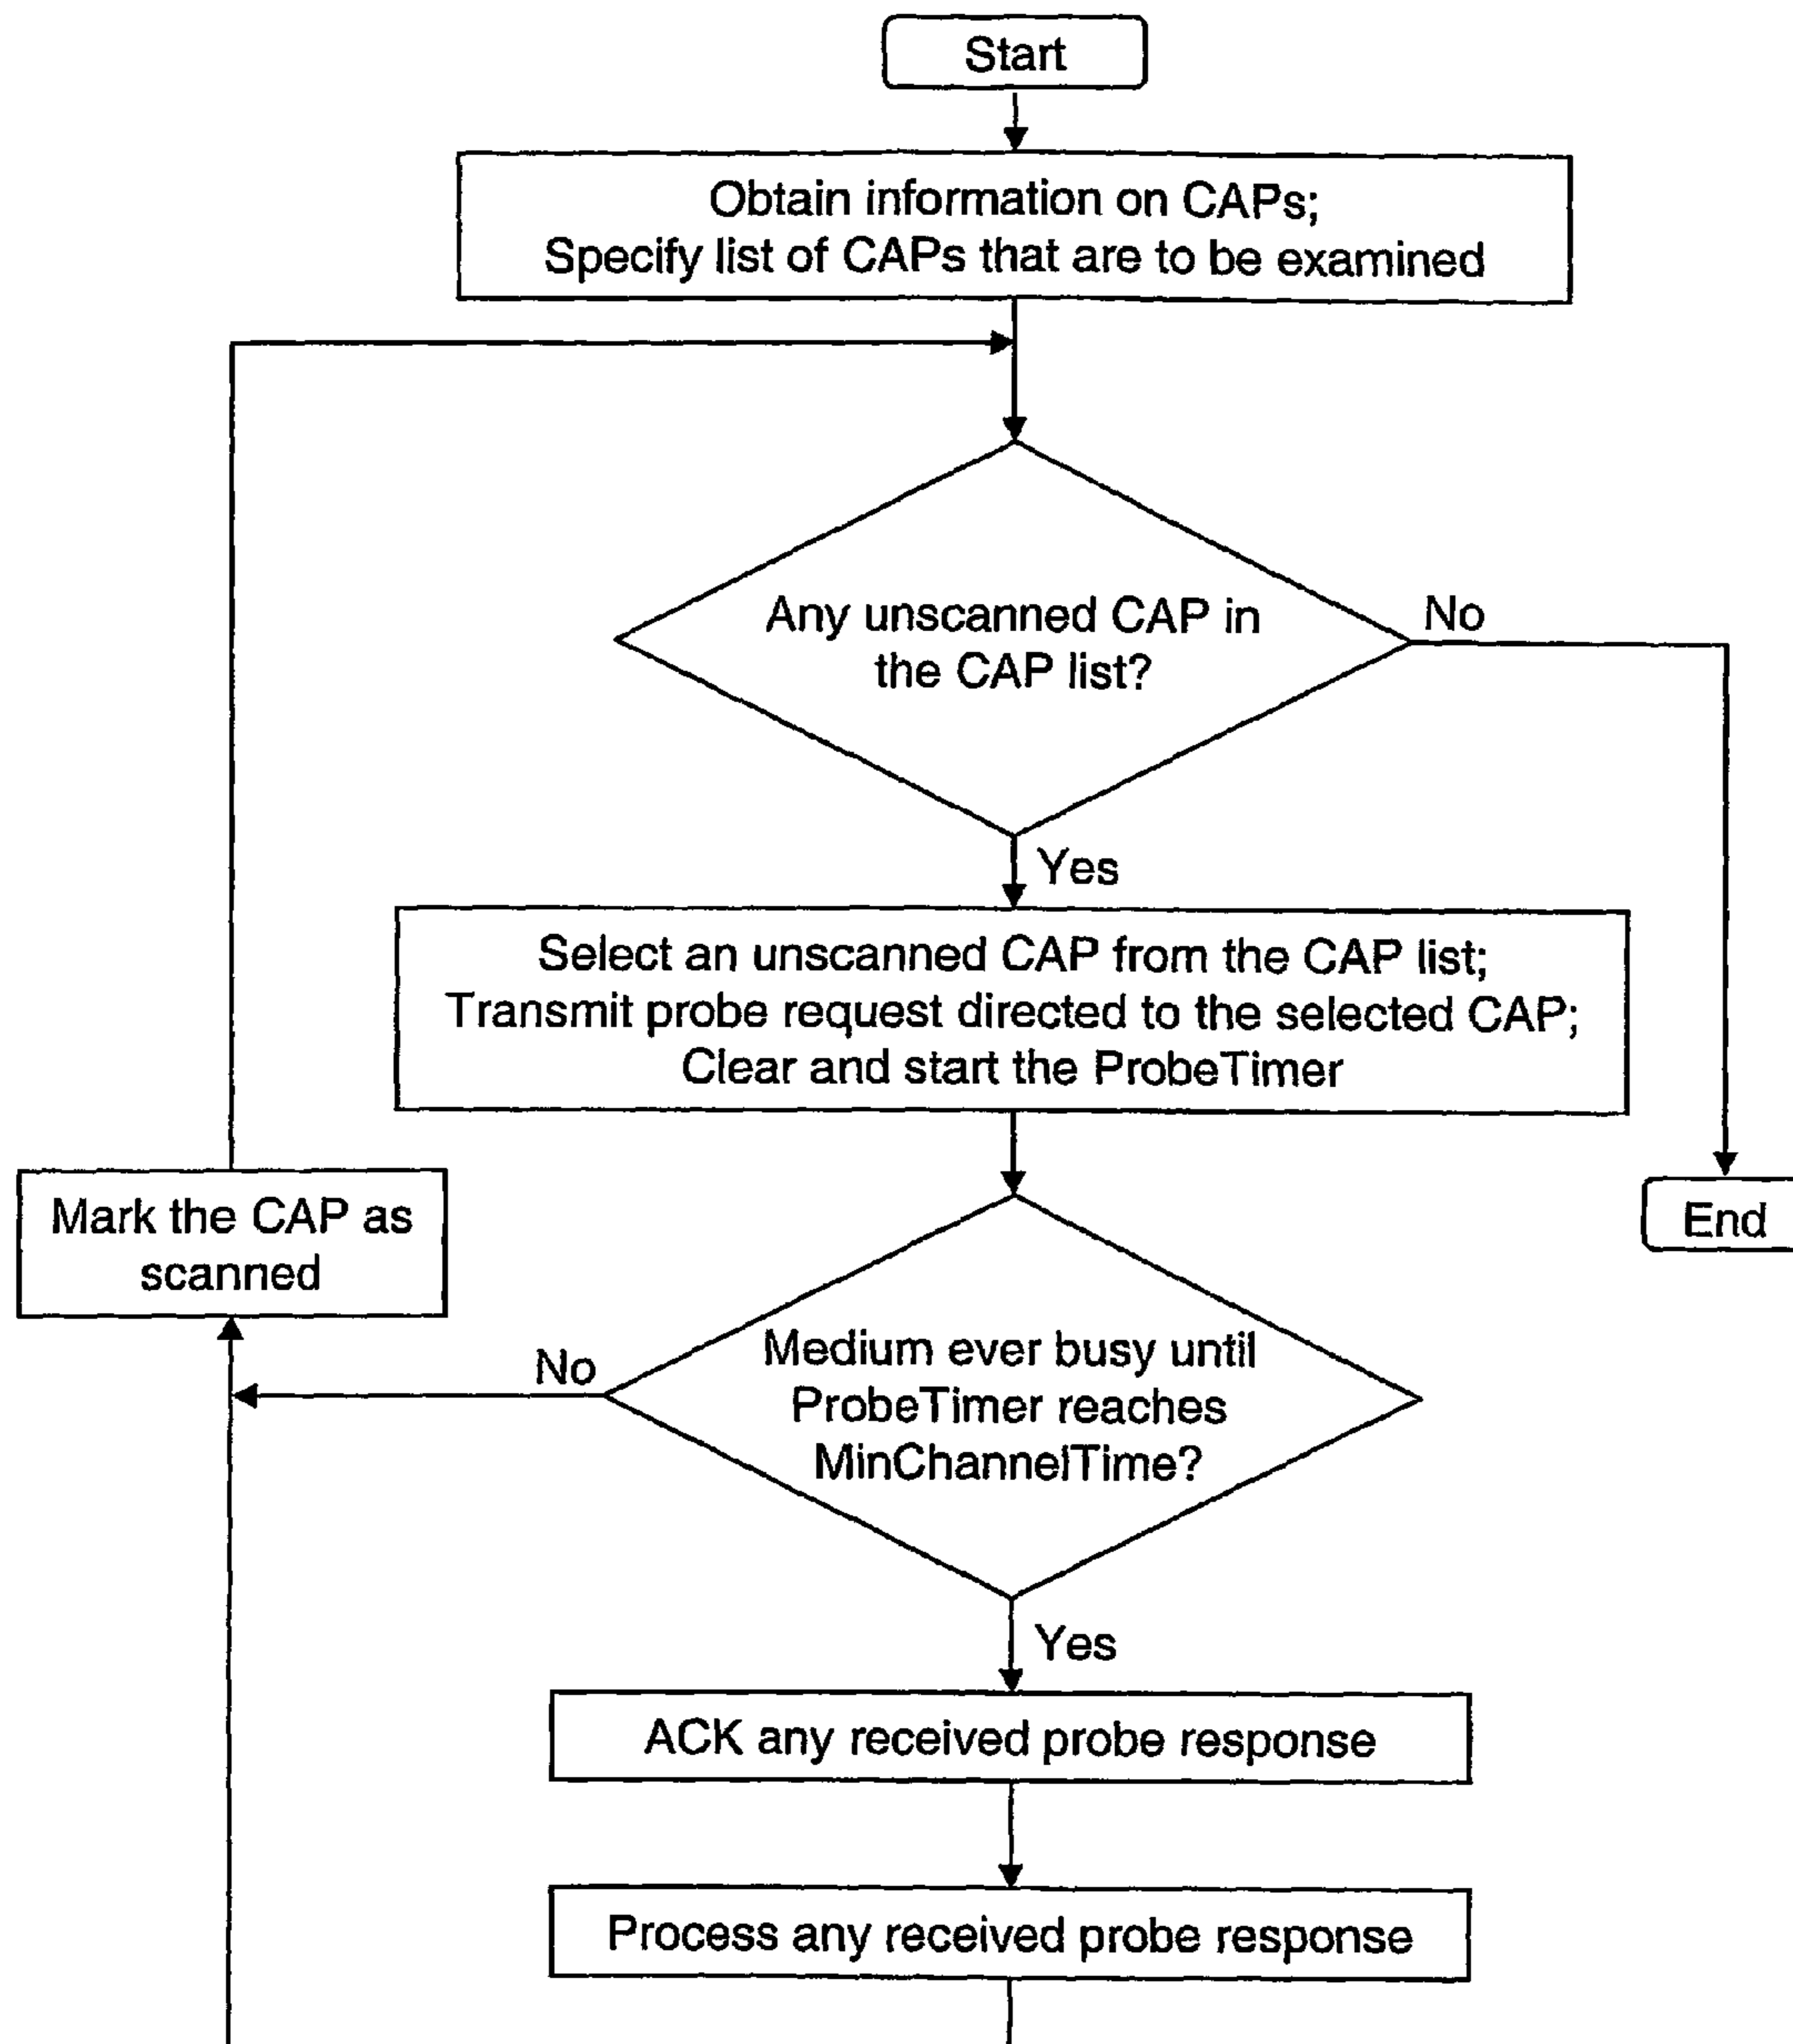 Start
Obtain information on CAPs;
Specify list of CAPs that are to be examined
Any unscanned CAP in
the CAP list?
No
Yes
Select an unscanned CAP from the CAP list;
Transmit probe request directed to the selected CAP;
Clear and start the ProbeTimer
Mark the CAP as
scanned
End
Medium ever busy until
ProbeTimer reaches
MinChannelTime?
No
Yes
ACK any received probe response
Process any received probe response